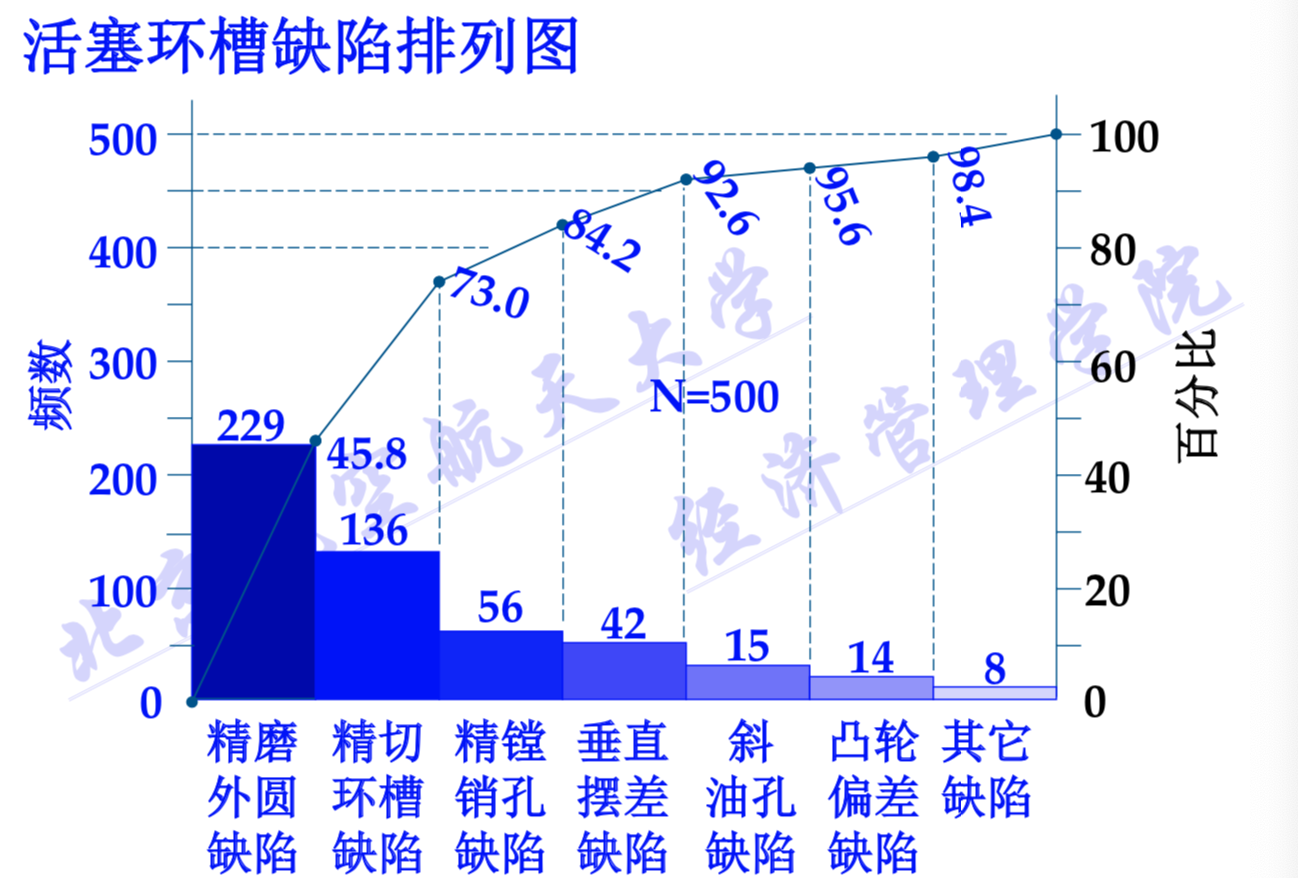 活塞环槽缺陷排列图
500
400
300
200
100
0
频数
100
80
60
40
20
0
百分比
229
136
56
42
15
14
8
45.8
73.0
84.2
92.6
95.6
98.4
N=500
精磨
外圆
缺陷
精切
环槽
缺陷
精镗
销孔
缺陷
垂直
摆差
缺陷
斜
油孔
缺陷
凸轮
偏差
缺陷
其它
缺陷
北京航空航天大学
经济管理学院